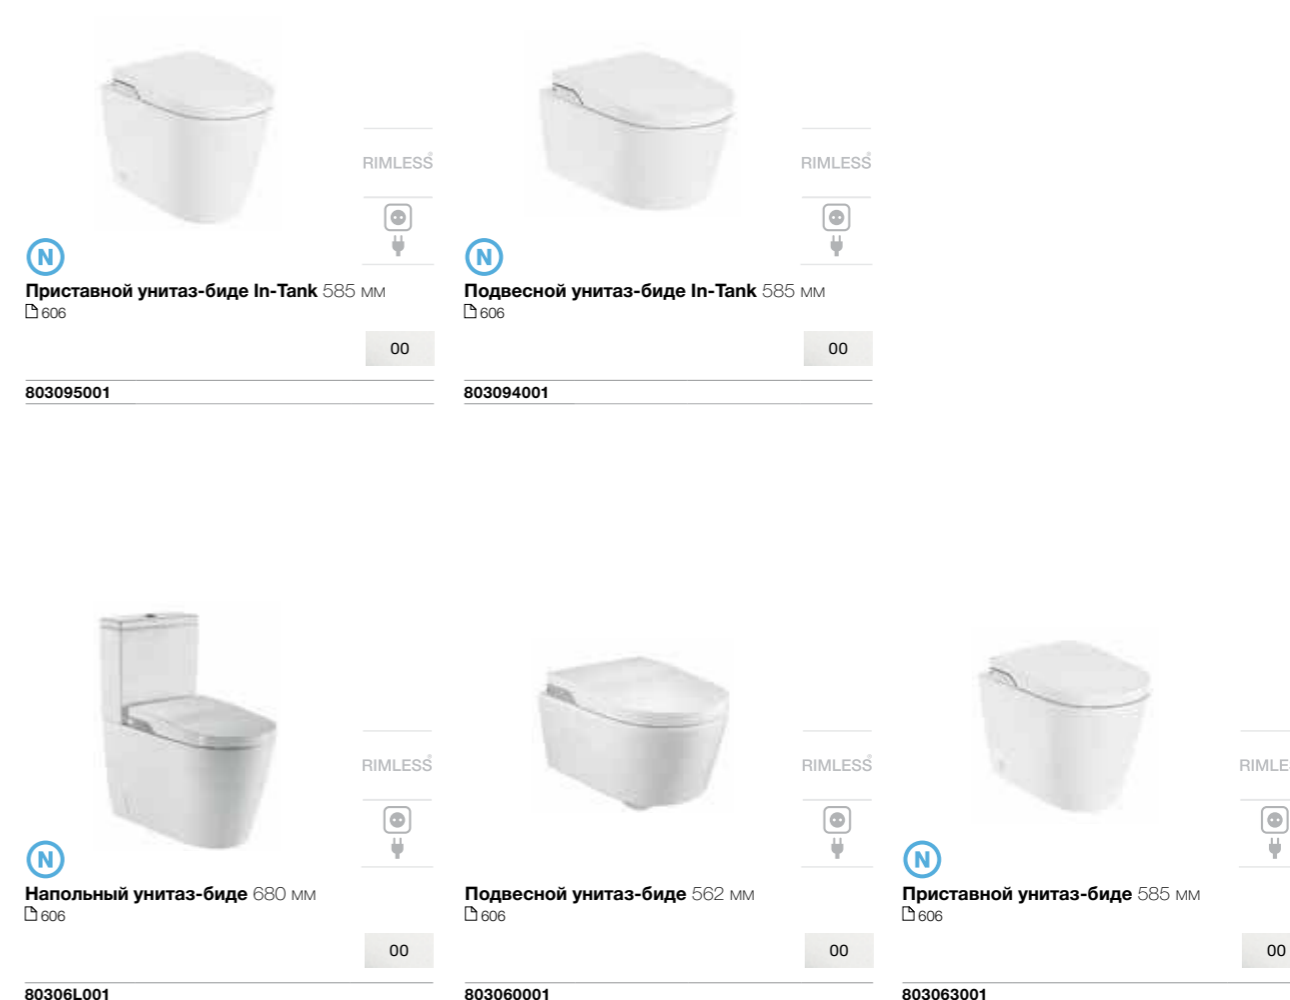 RIMLESS®
N
Приставной унитаз-биде In-Tank 585 мм
606
00
803095001
RIMLESS®
N
Подвесной унитаз-биде In-Tank 585 мм
606
00
803094001
RIMLESS®
N
Напольный унитаз-биде 680 мм
606
00
80306L001
RIMLESS®
Подвесной унитаз-биде 562 мм
606
00
803060001
RIMLE
N
Приставной унитаз-биде 585 мм
606
00
803063001